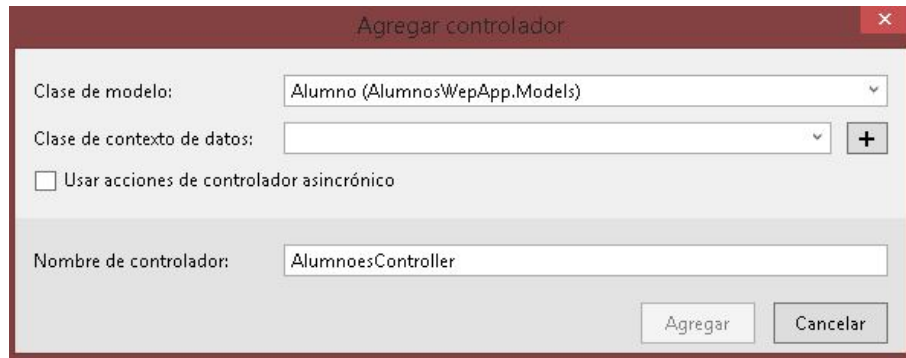 Agregar controlador
Clase de modelo: Alumno (AlumnosWepApp.Models)
Clase de contexto de datos:
Usar acciones de controlador asincrónico
Nombre de controlador: AlumnoesController
Agregar Cancelar